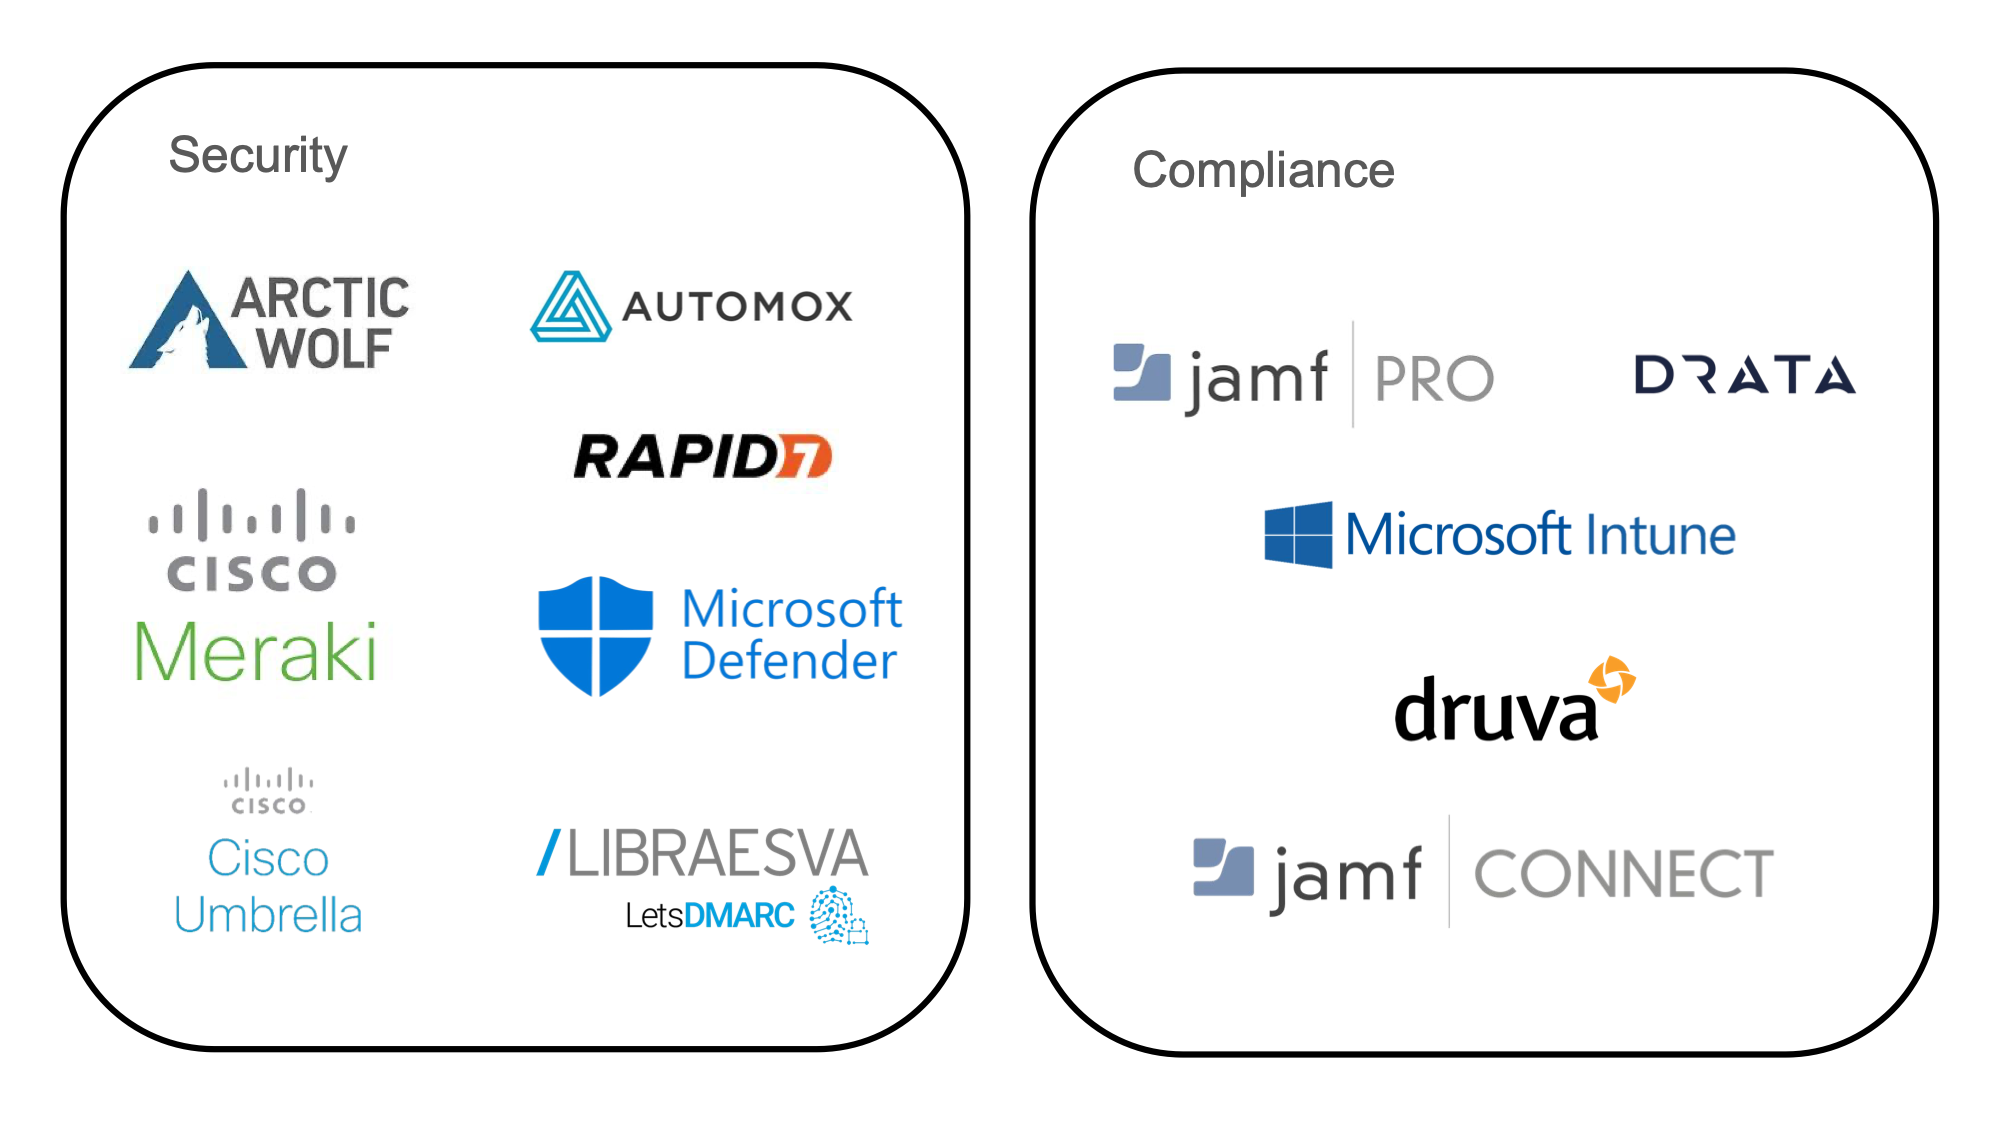 Security
ARCTIC
WOLF
AUTOMOX
RAPID7
CISCO
Meraki
Microsoft
Defender
CISCO
Cisco
Umbrella
/LIBRAESVA
LetsDMARC
Compliance
jamf | PRO
DRATA
Microsoft Intune
druva
jamf | CONNECT